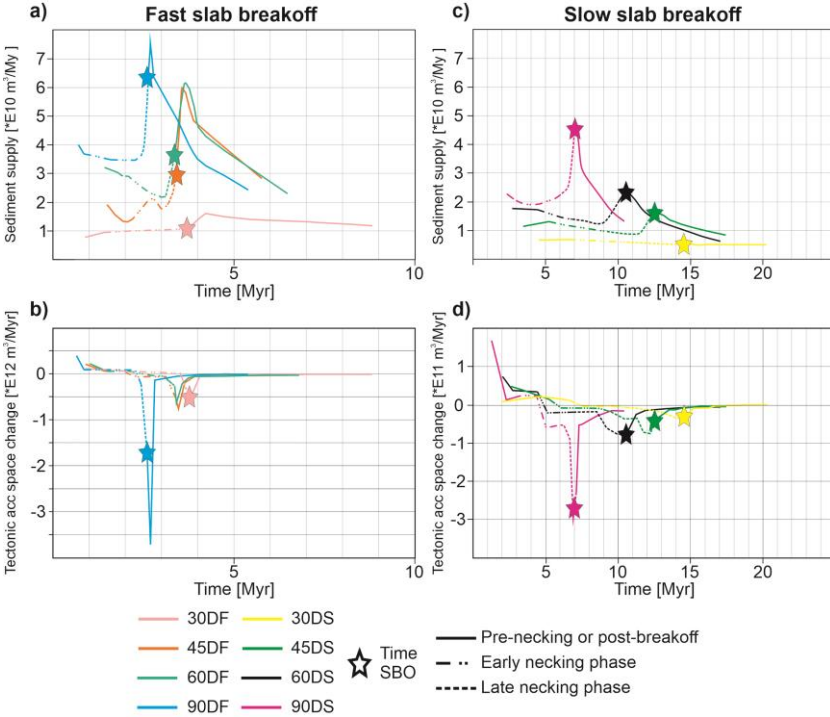 a)
Fast slab breakoff
Sediment supply [*E10 m³/My]
7
6
5
4
3
2
1
5
10
Time [Myr]
c)
Slow slab breakoff
Sediment supply [*E10 m³/My]
7
6
5
4
3
2
1
5
10
15
20
Time [Myr]
b)
Tectonic acc space change [*E12 m³/Myr]
0
-1
-2
-3
5
10
Time [Myr]
d)
Tectonic acc space change [*E11 m³/Myr]
1
0
-1
-2
-3
5
10
15
20
Time [Myr]
30DF
45DF
60DF
90DF
30DS
45DS
60DS
90DS
Time
SBO
Pre-necking or post-breakoff
Early necking phase
Late necking phase